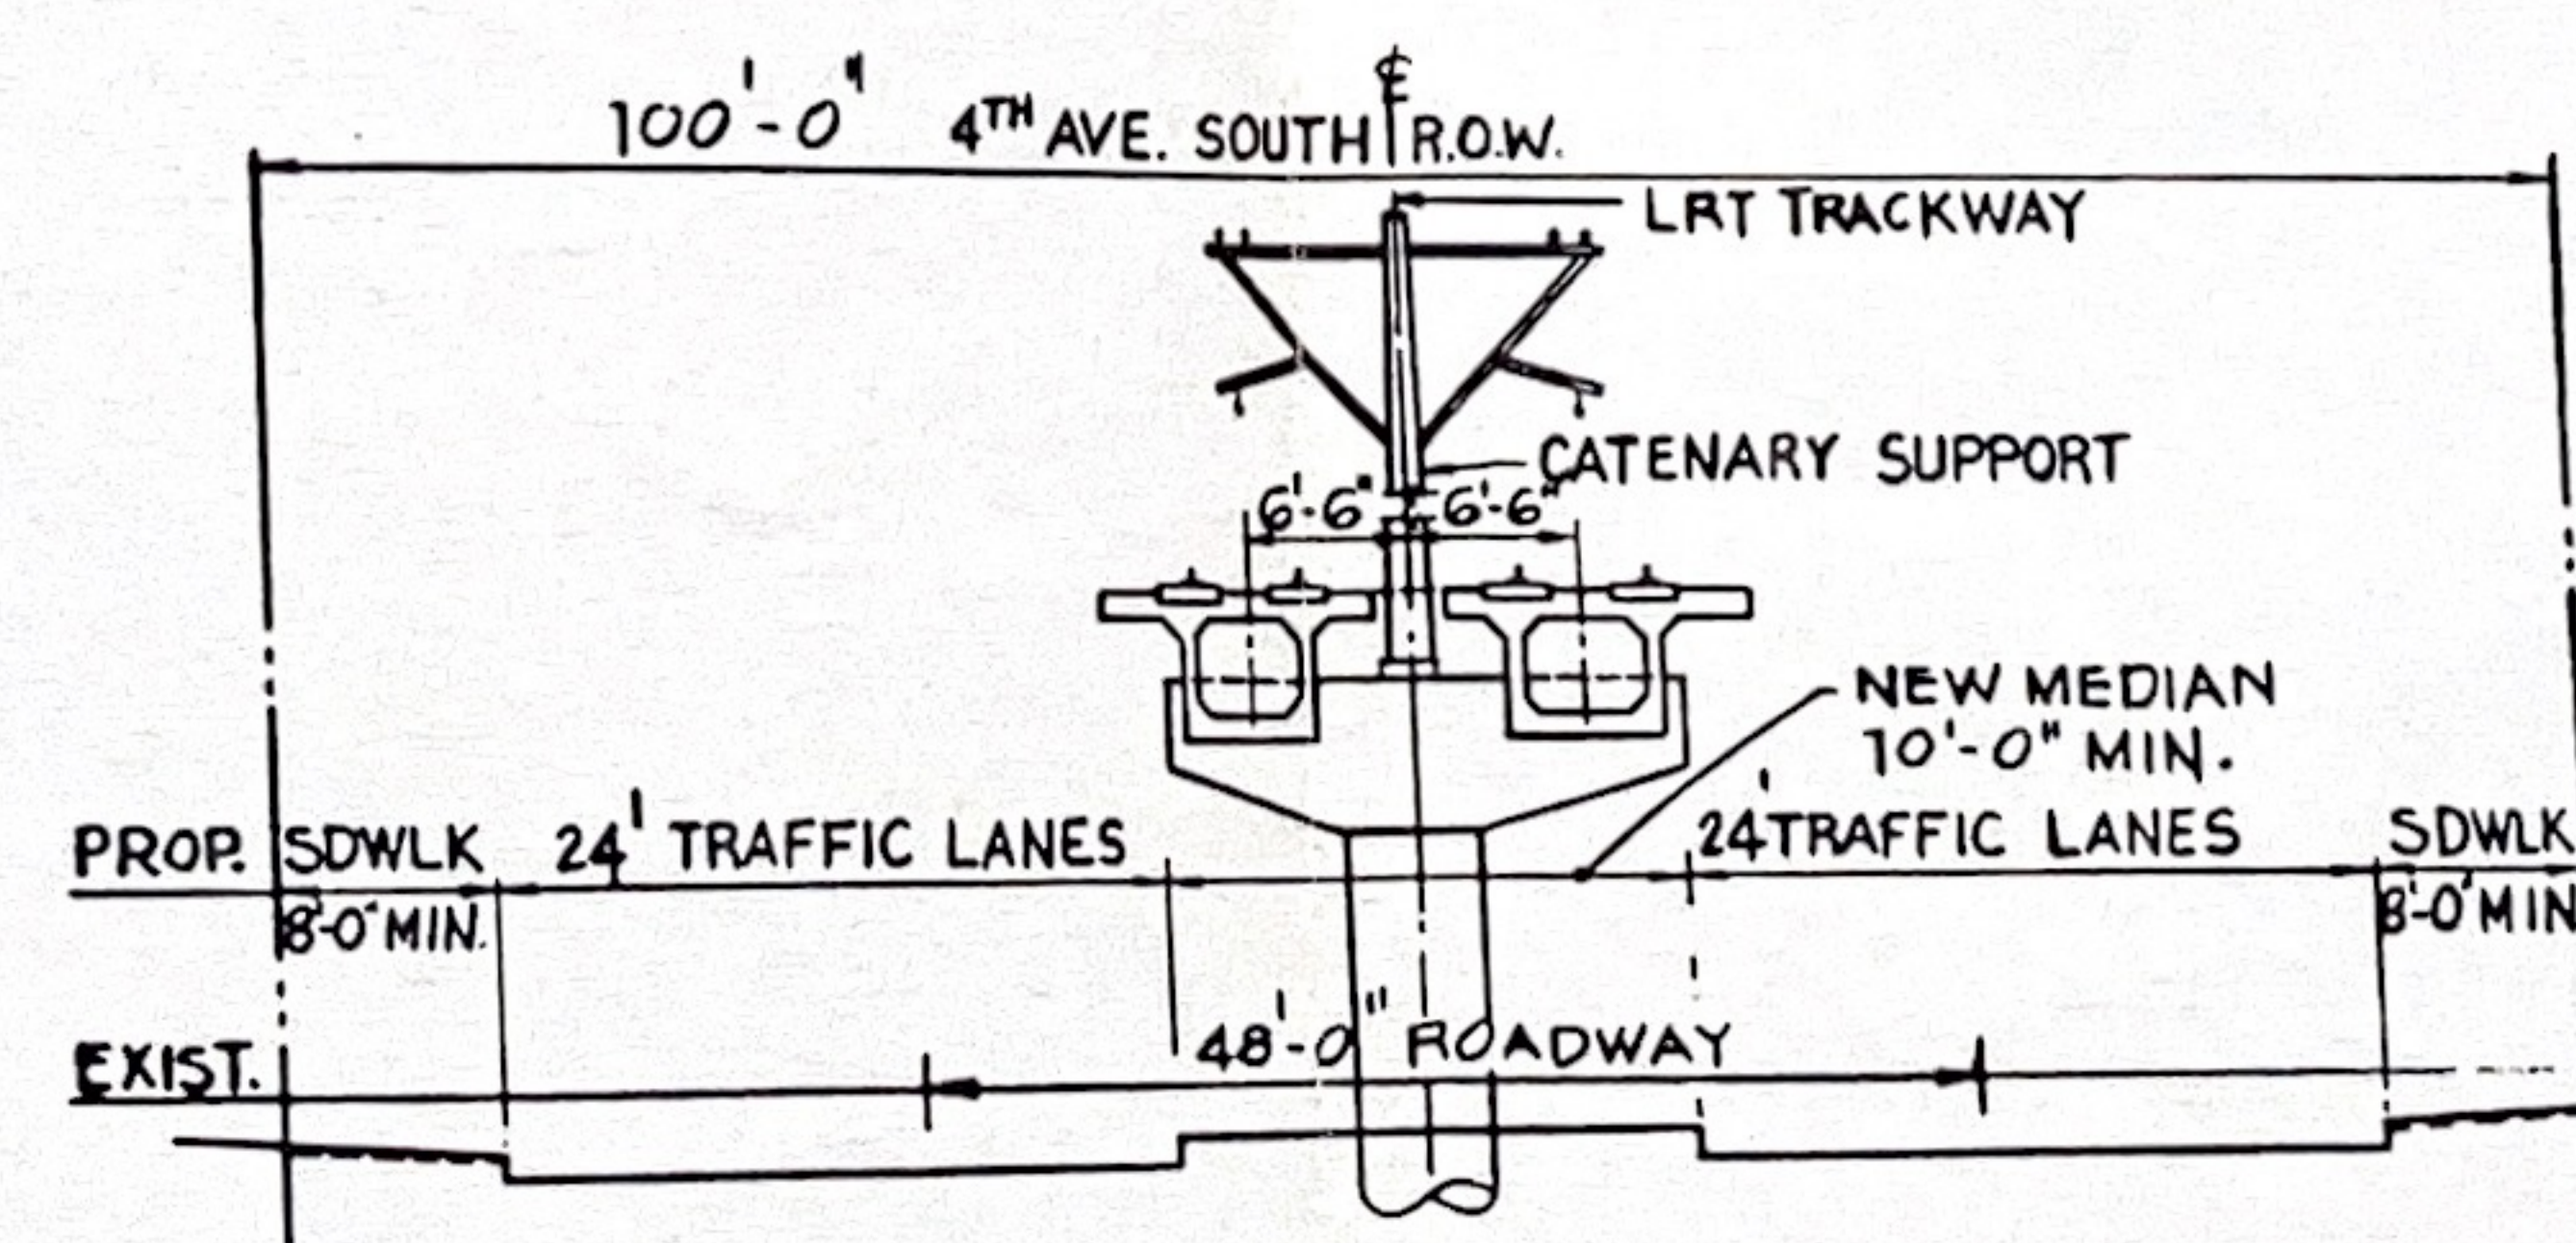 ℄
100'-0" 4TH AVE. SOUTH R.O.W.
LRT TRACKWAY
CATENARY SUPPORT
6'-6" 6'-6"
NEW MEDIAN
10'-0" MIN.
PROP. SDWLK 24' TRAFFIC LANES 24' TRAFFIC LANES SDWLK
8'-0" MIN. 8'-0" MIN
48'-0" ROADWAY
EXIST.